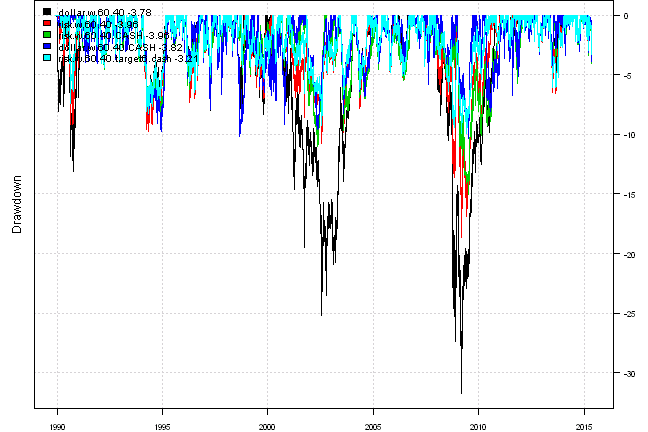 dollar.w.60.40 -3.78
risk.w.60.40 -3.96
risk.w.60.40.CASH -3.96
dollar.w.60.40.CASH -3.82
risk.w.60.40.target1.cash -3.21
Drawdown
0
-5
-10
-15
-20
-25
-30
1990
1995
2000
2005
2010
2015